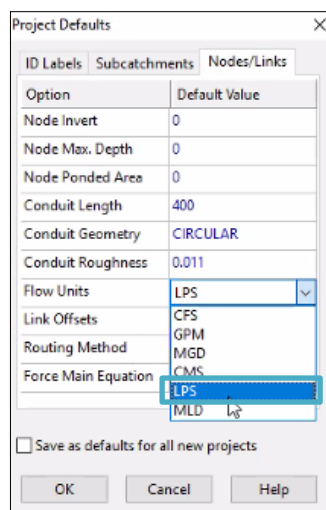 Project Defaults
ID Labels Subcatchments Nodes/Links
Option Default Value
Node Invert 0
Node Max. Depth 0
Node Ponded Area 0
Conduit Length 400
Conduit Geometry CIRCULAR
Conduit Roughness 0.011
Flow Units LPS
Link Offsets CFS
GPM
Routing Method MGD
Force Main Equation CMS
LPS
MLD
Save as defaults for all new projects
OK Cancel Help